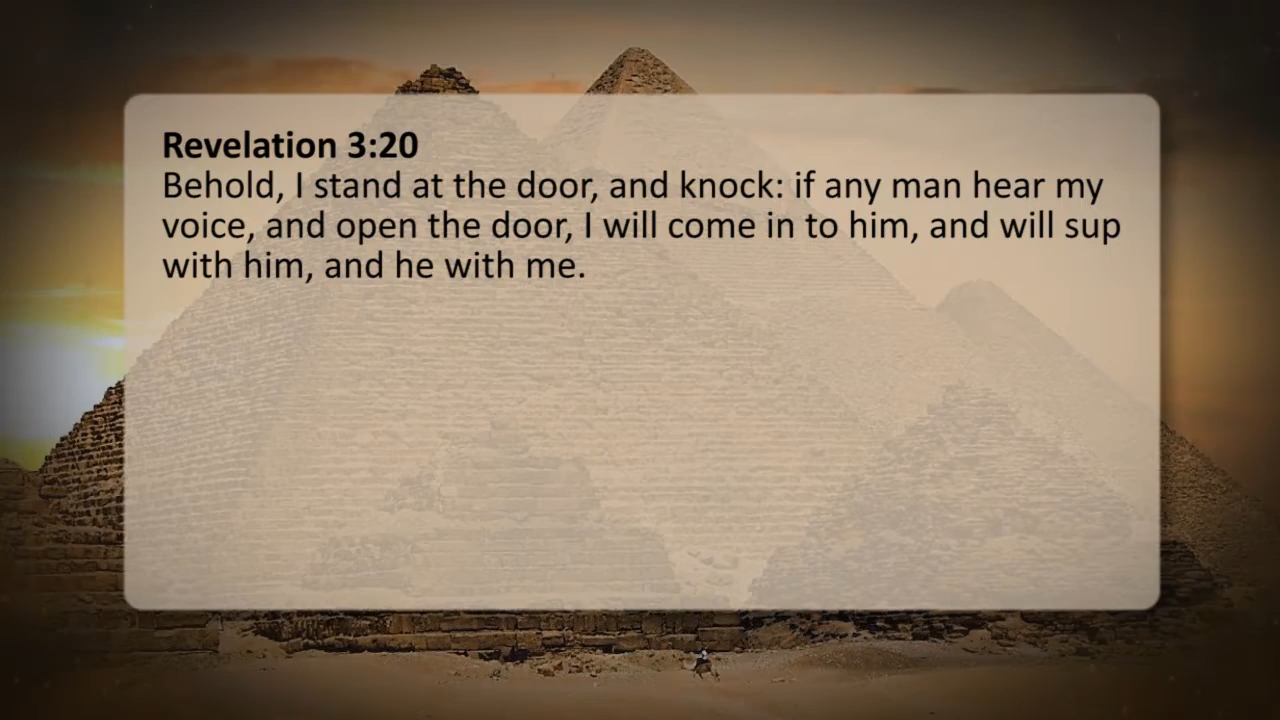 Revelation 3:20
Behold, I stand at the door, and knock: if any man hear my
voice, and open the door, I will come in to him, and will sup
with him, and he with me.